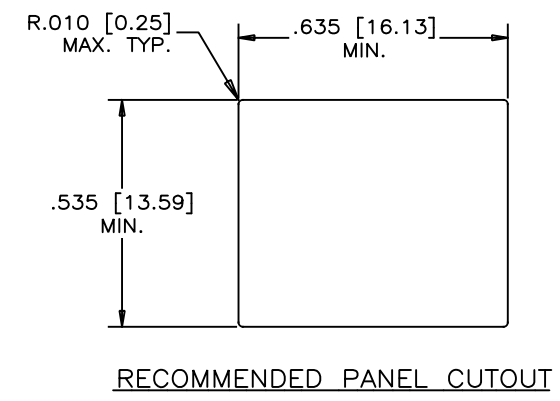 R.010 [0.25]
MAX. TYP.
.635 [16.13]
MIN.
.535 [13.59]
MIN.
RECOMMENDED PANEL CUTOUT